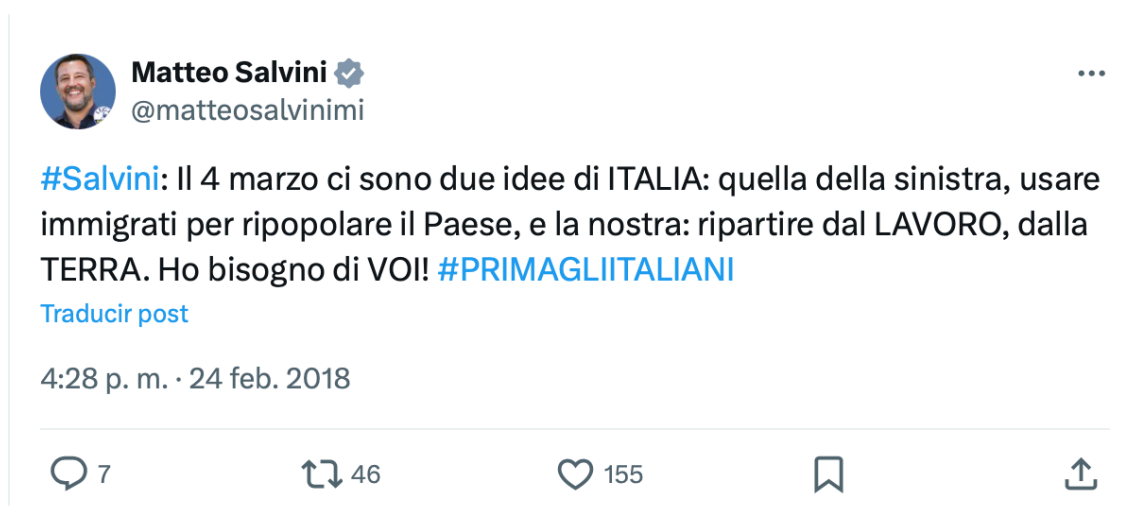 Matteo Salvini
@matteosalvinimi
#Salvini: Il 4 marzo ci sono due idee di ITALIA: quella della sinistra, usare
immigrati per ripopolare il Paese, e la nostra: ripartire dal LAVORO, dalla
TERRA. Ho bisogno di VOI! #PRIMAGLIITALIANI
Traducir post
4:28 p. m. · 24 feb. 2018
7 46 155